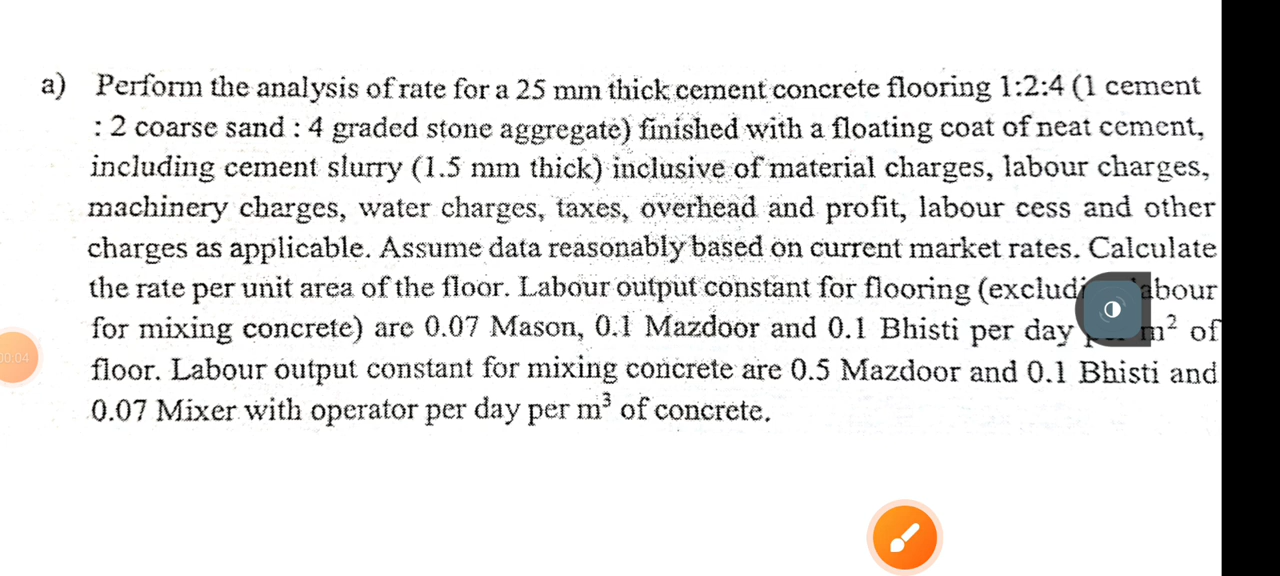 a) Perform the analysis of rate for a 25 mm thick cement concrete flooring 1:2:4 (1 cement
: 2 coarse sand : 4 graded stone aggregate) finished with a floating coat of neat cement,
including cement slurry (1.5 mm thick) inclusive of material charges, labour charges,
machinery charges, water charges, taxes, overhead and profit, labour cess and other
charges as applicable. Assume data reasonably based on current market rates. Calculate
the rate per unit area of the floor. Labour output constant for flooring
for mixing concrete) are 0.07 Mason, 0.1 Mazdoor and 0.1 Bhisti per day m² of
00:04
floor. Labour output constant for mixing concrete are 0.5 Mazdoor and 0.1 Bhisti and
0.07 Mixer with operator per day per m³ of concrete.